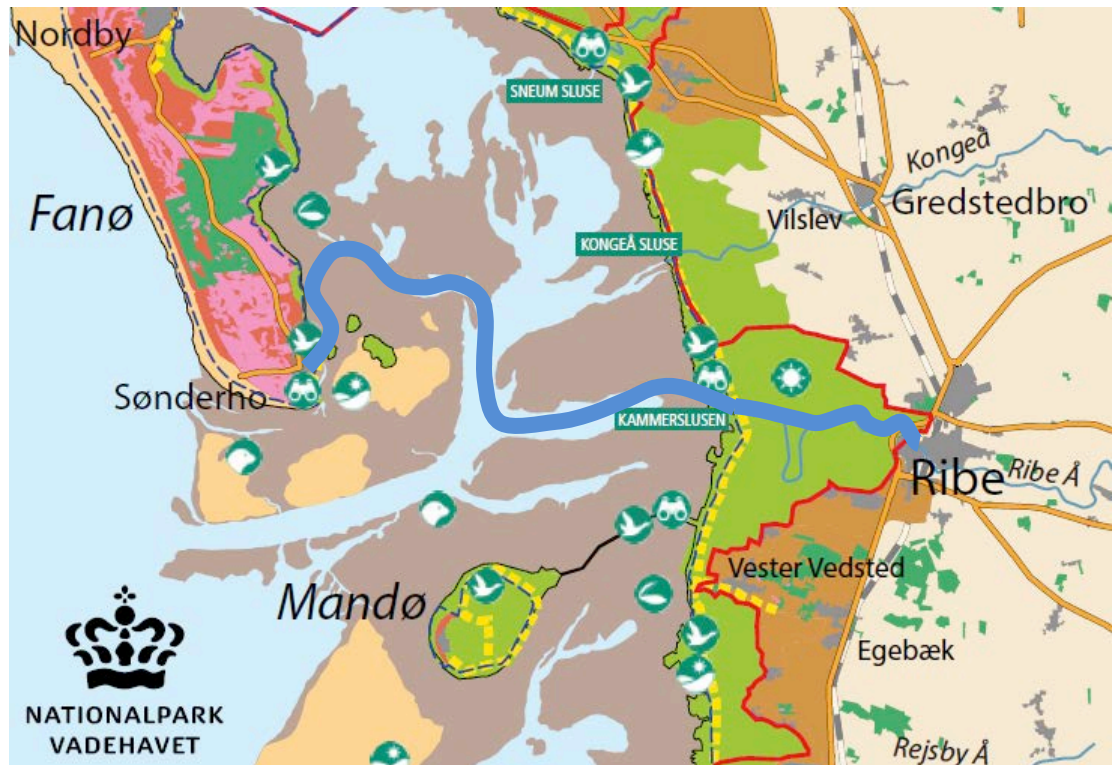 Nordby
SNEUM SLUSE
Kongeå
Fanø
Vilslev
Gredstedbro
KONGEÅ SLUSE
Sønderho
KAMMERSLUSEN
Ribe
Ribe Å
Mandø
Vester Vedsted
Egebæk
NATIONALPARK
VADEHAVET
Rejsby Å